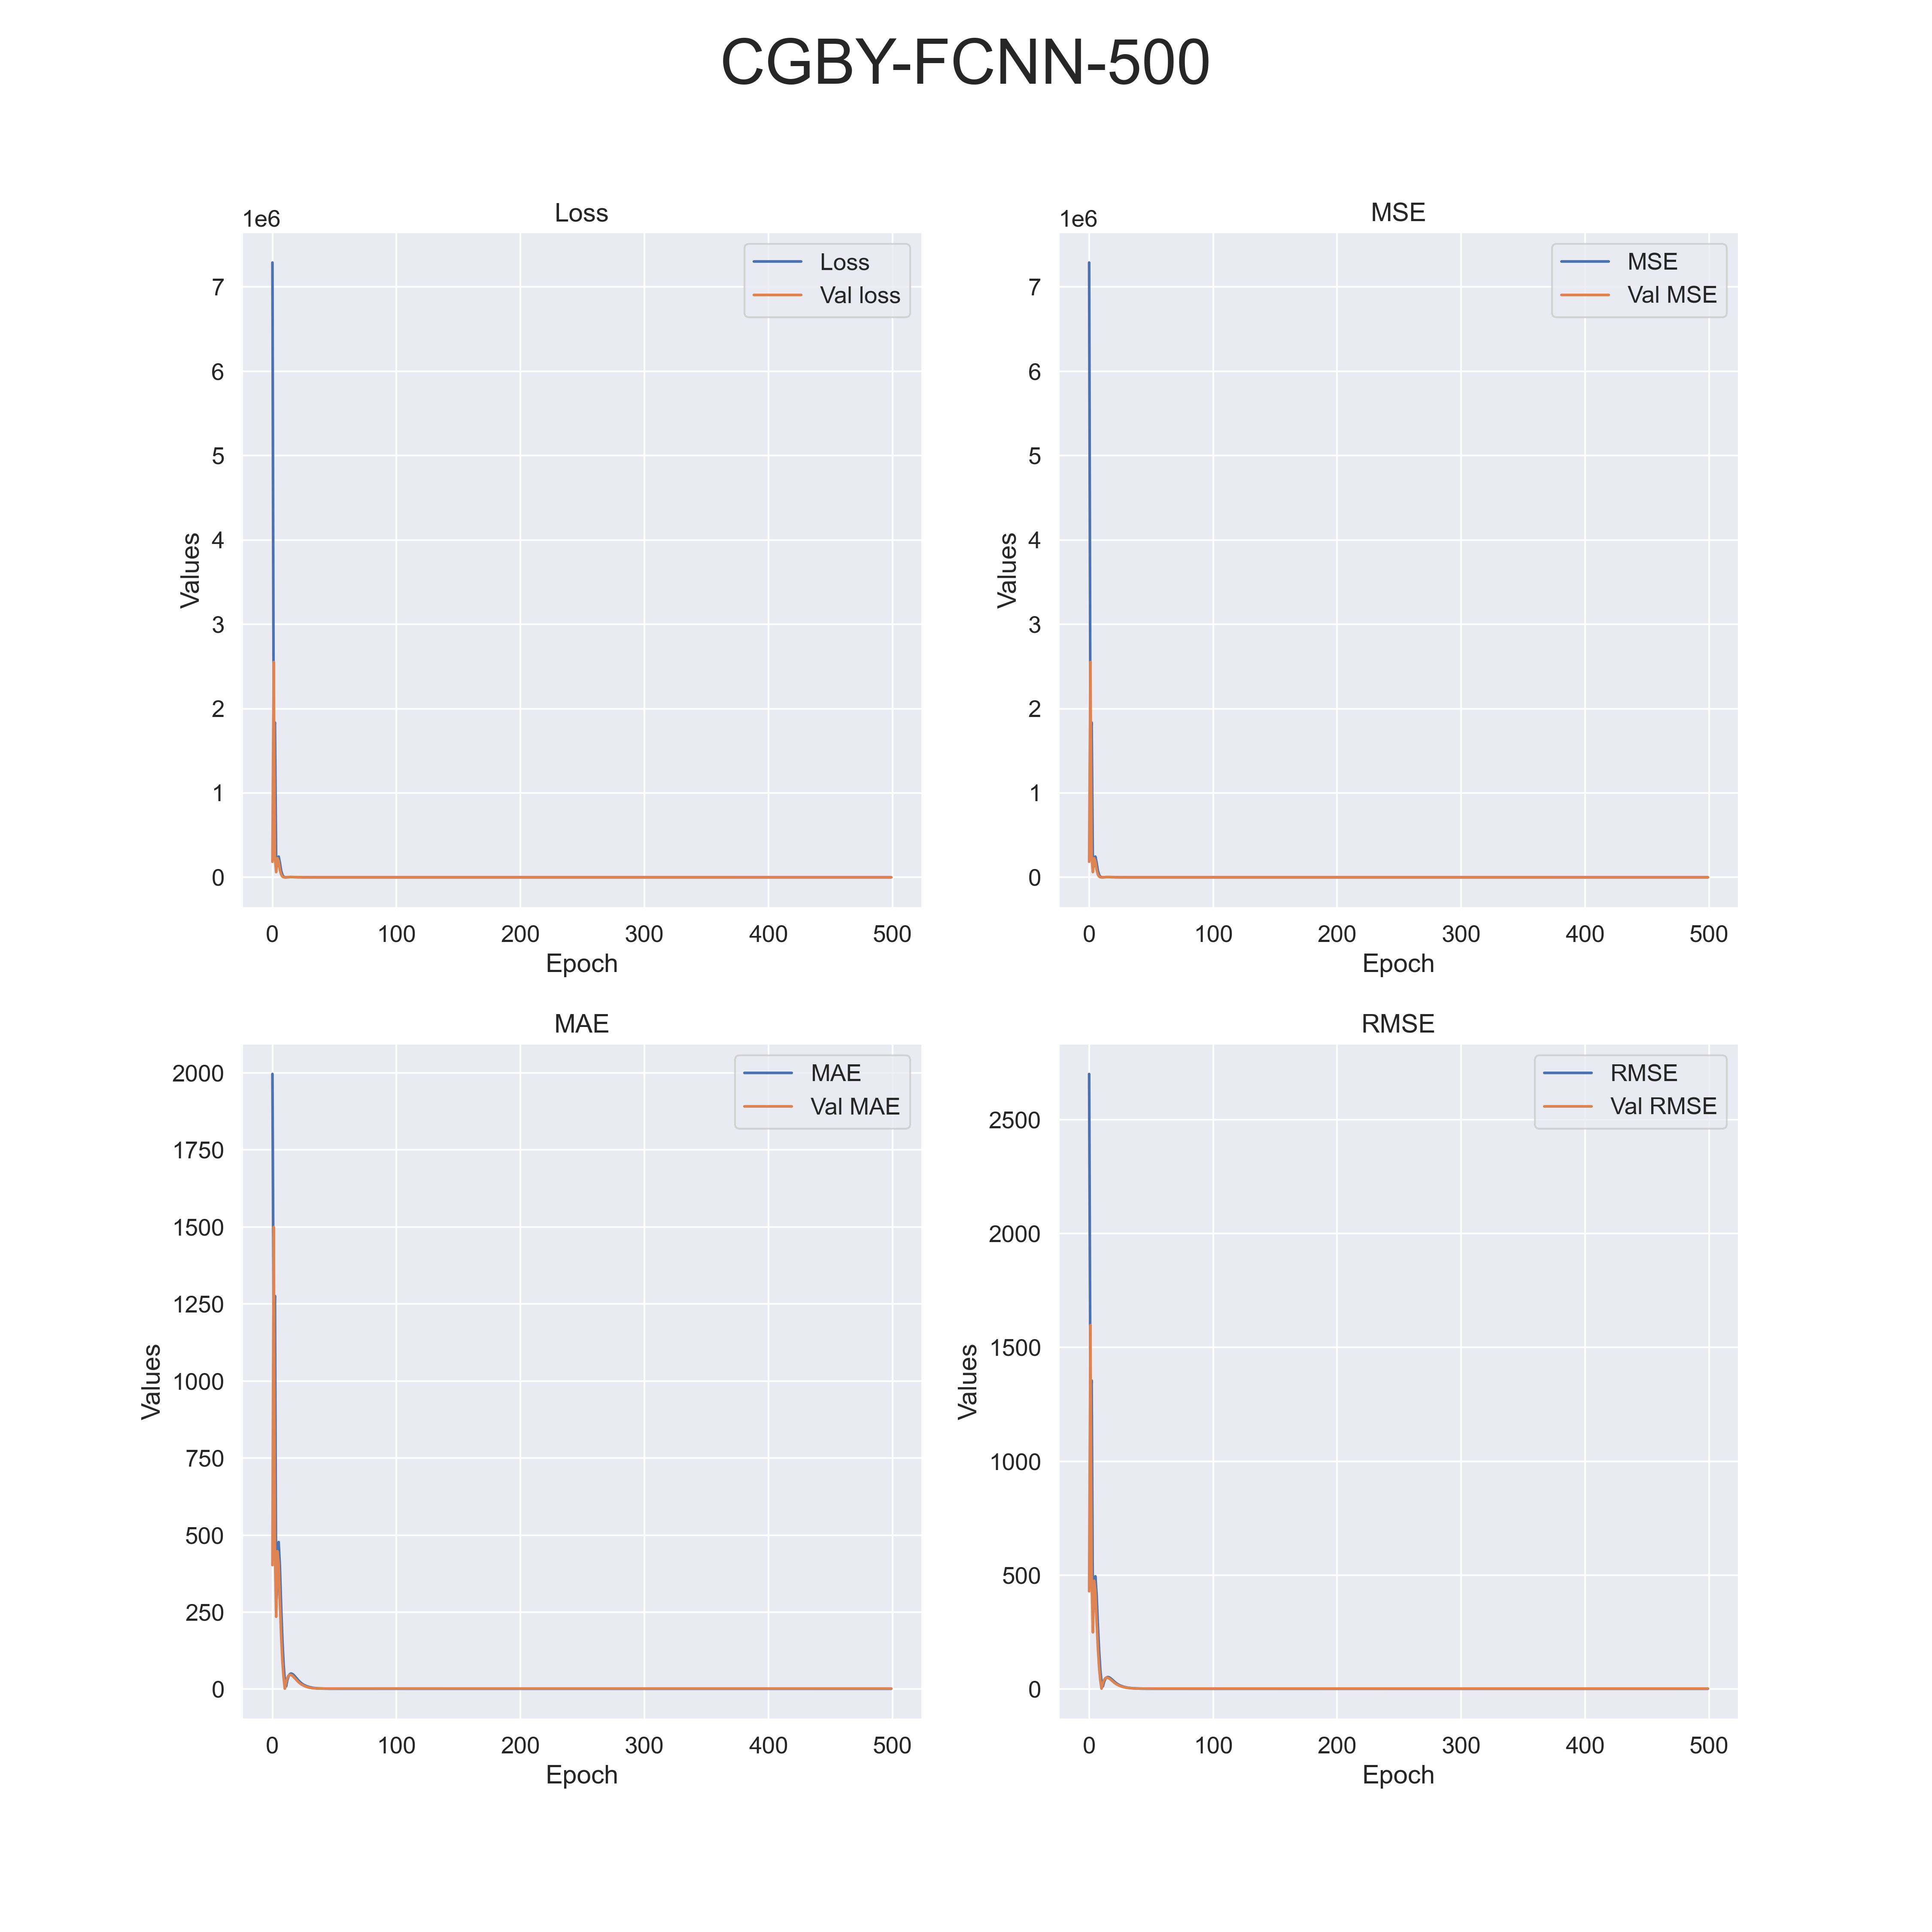 CGBY-FCNN-500
Loss
1e6
Loss
Val loss
7
6
5
4
3
2
1
0
Values
0 100 200 300 400 500
Epoch
MSE
1e6
MSE
Val MSE
7
6
5
4
3
2
1
0
Values
0 100 200 300 400 500
Epoch
MAE
MAE
Val MAE
2000
1750
1500
1250
1000
750
500
250
0
Values
0 100 200 300 400 500
Epoch
RMSE
RMSE
Val RMSE
2500
2000
1500
1000
500
0
Values
0 100 200 300 400 500
Epoch